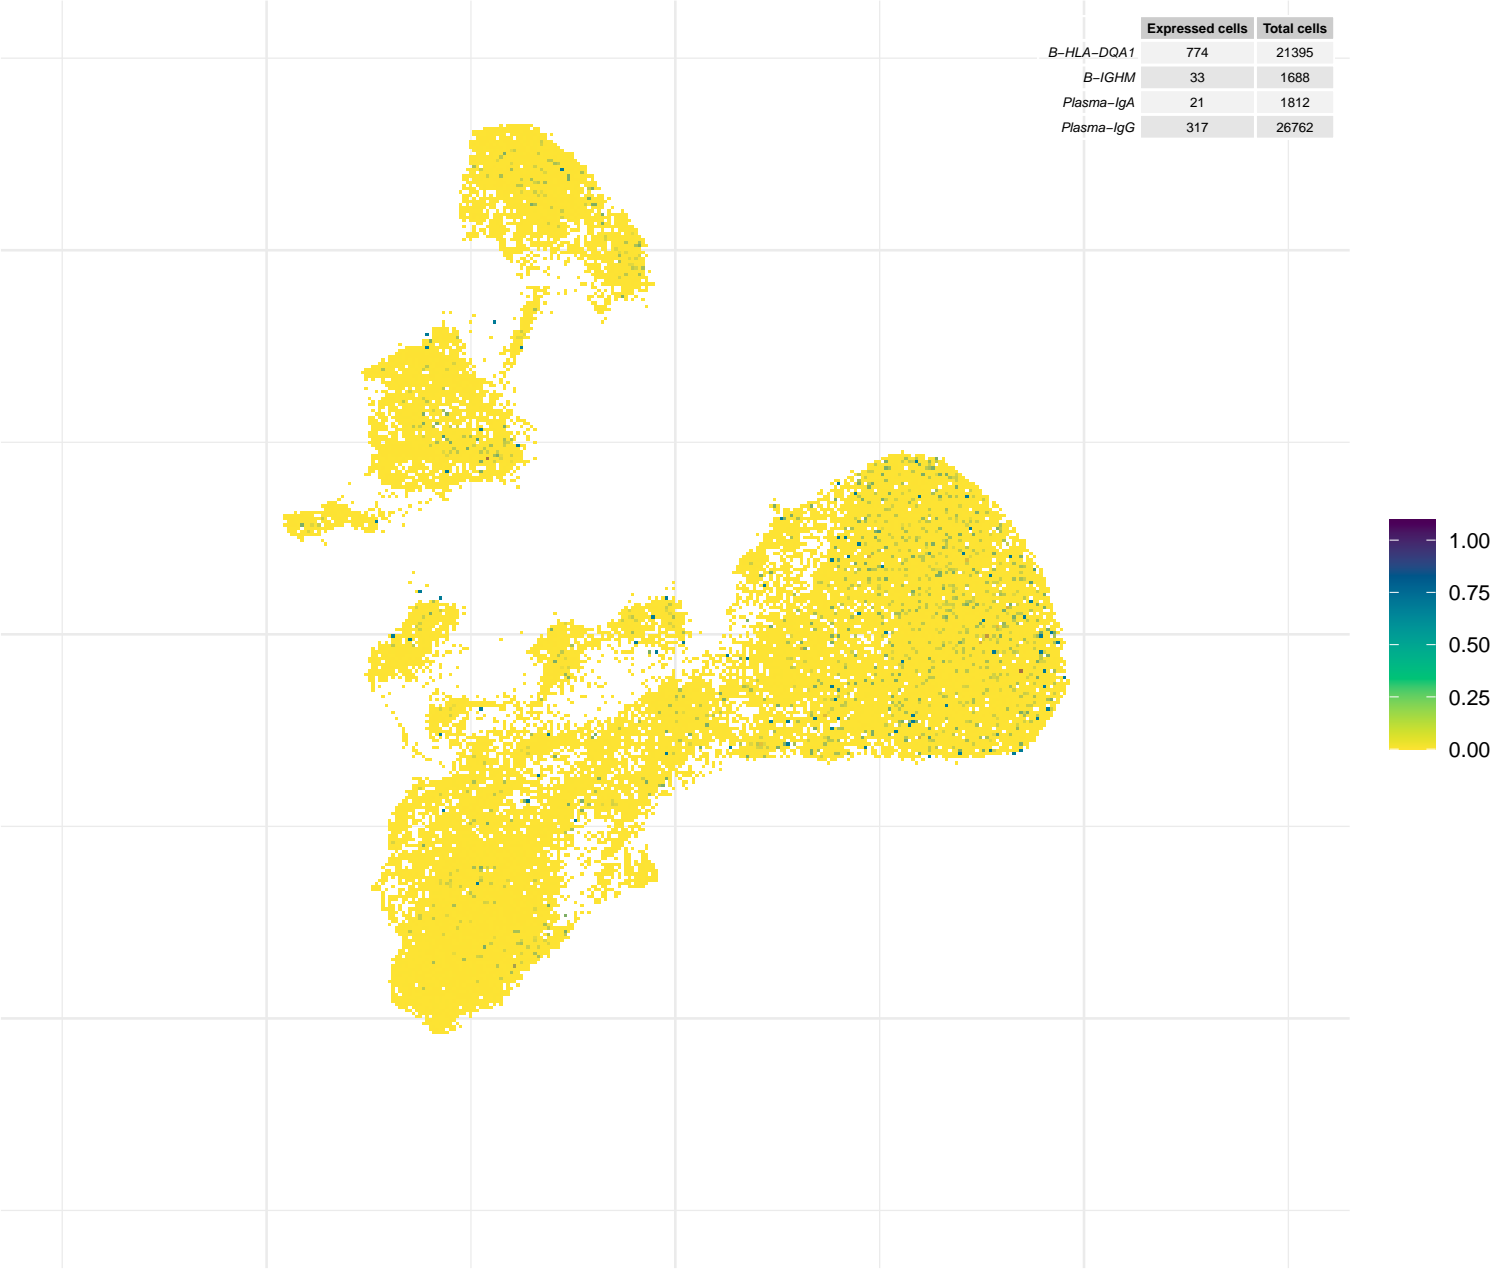 Expressed cells Total cells
B−HLA−DQA1 774 21395
B−IGHM 33 1688
Plasma−IgA 21 1812
Plasma−IgG 317 26762
1.00
0.75
0.50
0.25
0.00